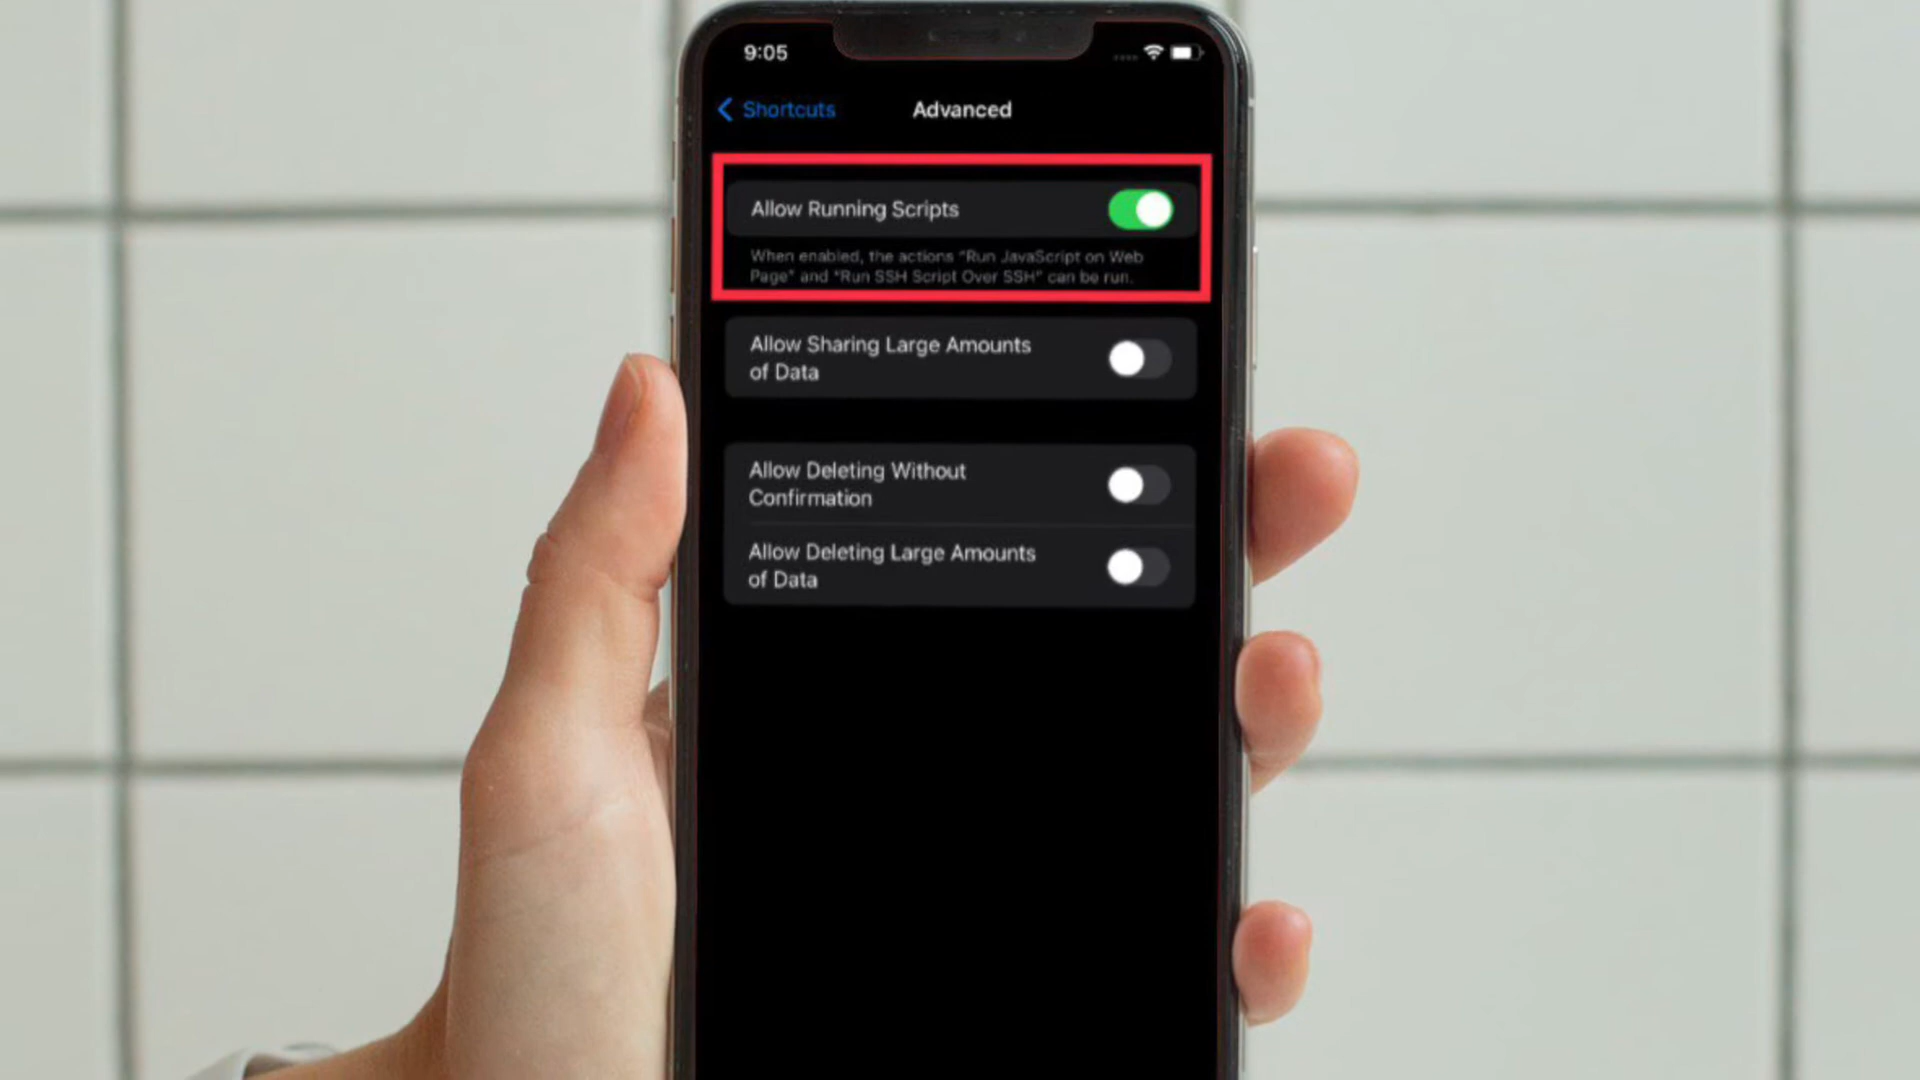 9:05
Shortcuts
Advanced
Allow Running Scripts
When enabled, the actions "Run JavaScript on Web
Page" and "Run SSH Script Over SSH" can be run.
Allow Sharing Large Amounts
of Data
Allow Deleting Without
Confirmation
Allow Deleting Large Amounts
of Data